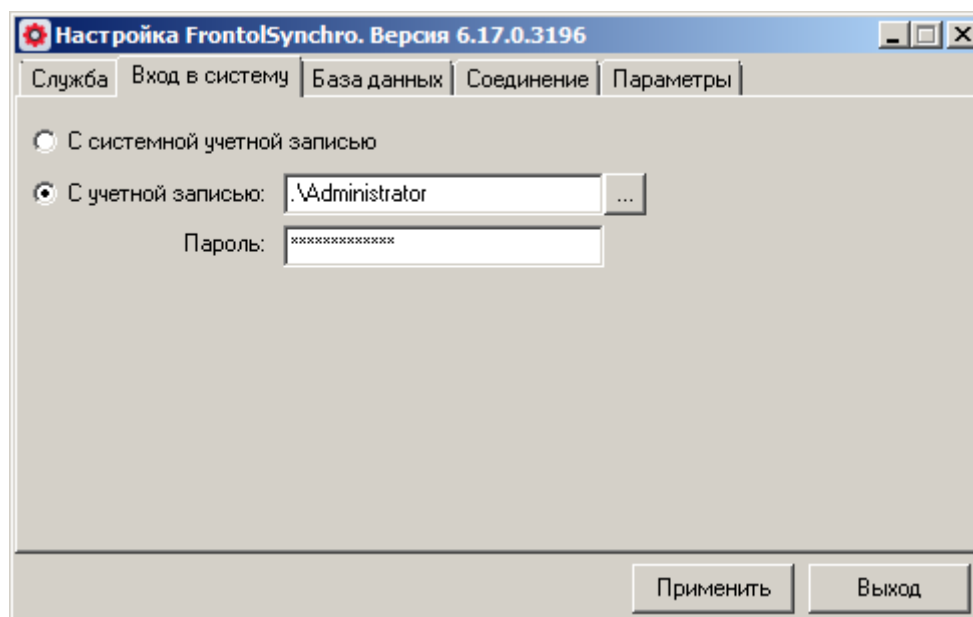 Настройка FrontolSynchro. Версия 6.17.0.3196
Служба Вход в систему База данных Соединение Параметры
С системной учетной записью
С учетной записью: .\Administrator ...
Пароль: *************
Применить Выход